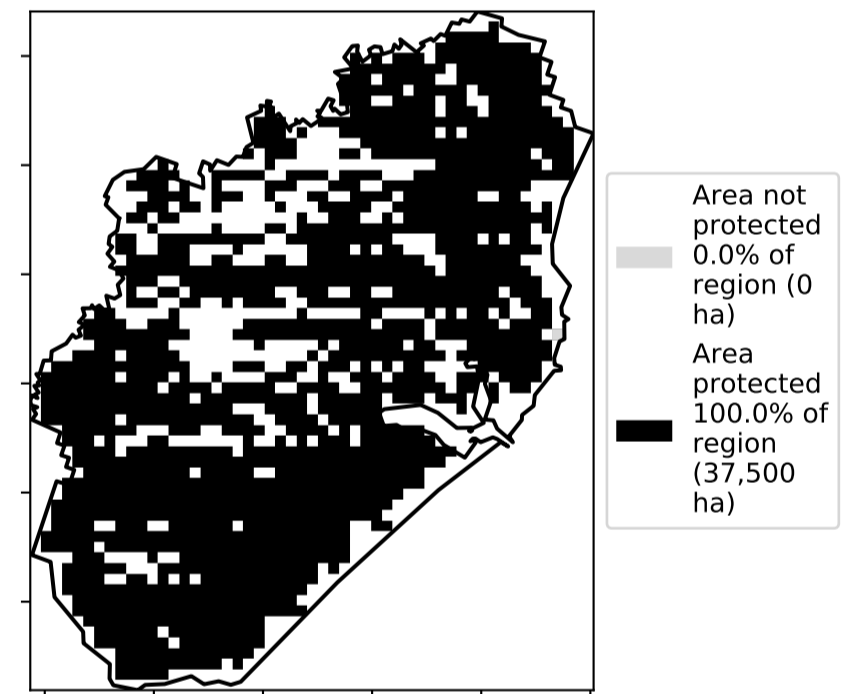 Area not
protected
0.0% of
region (0
ha)
Area
protected
100.0% of
region
(37,500
ha)